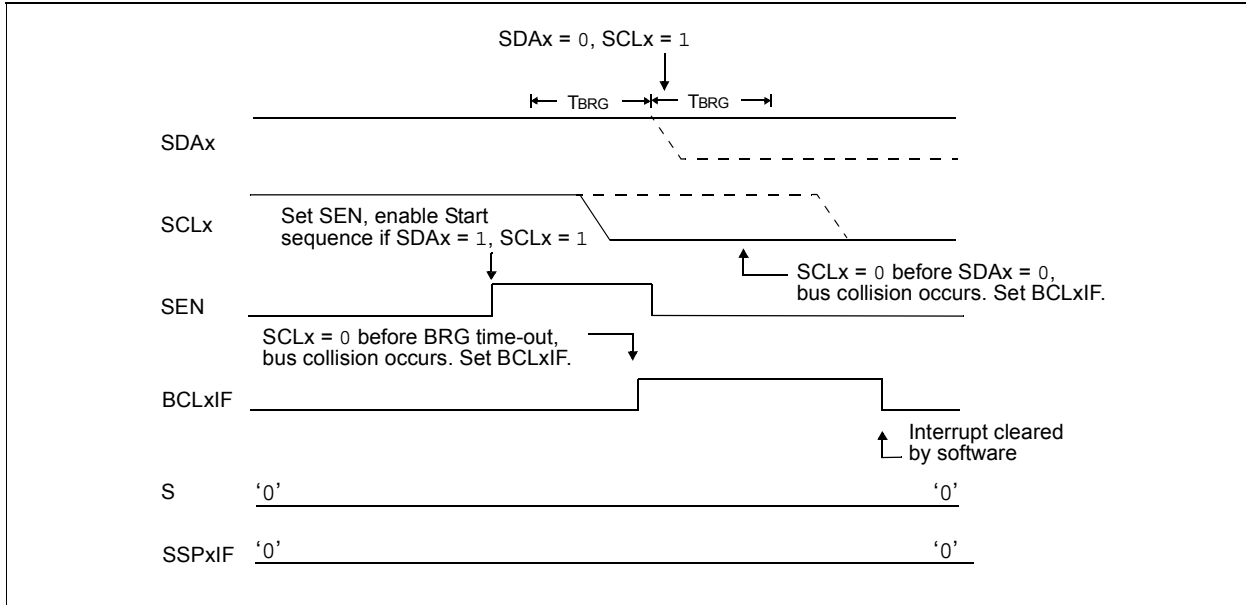 SDAx = 0, SCLx = 1
TBRG TBRG
SDAx
SCLx
Set SEN, enable Start
sequence if SDAx = 1, SCLx = 1
SCLx = 0 before SDAx = 0,
bus collision occurs. Set BCLxIF.
SEN
SCLx = 0 before BRG time-out,
bus collision occurs. Set BCLxIF.
BCLxIF
Interrupt cleared
by software
S ‘0’ ‘0’
SSPxIF ‘0’ ‘0’